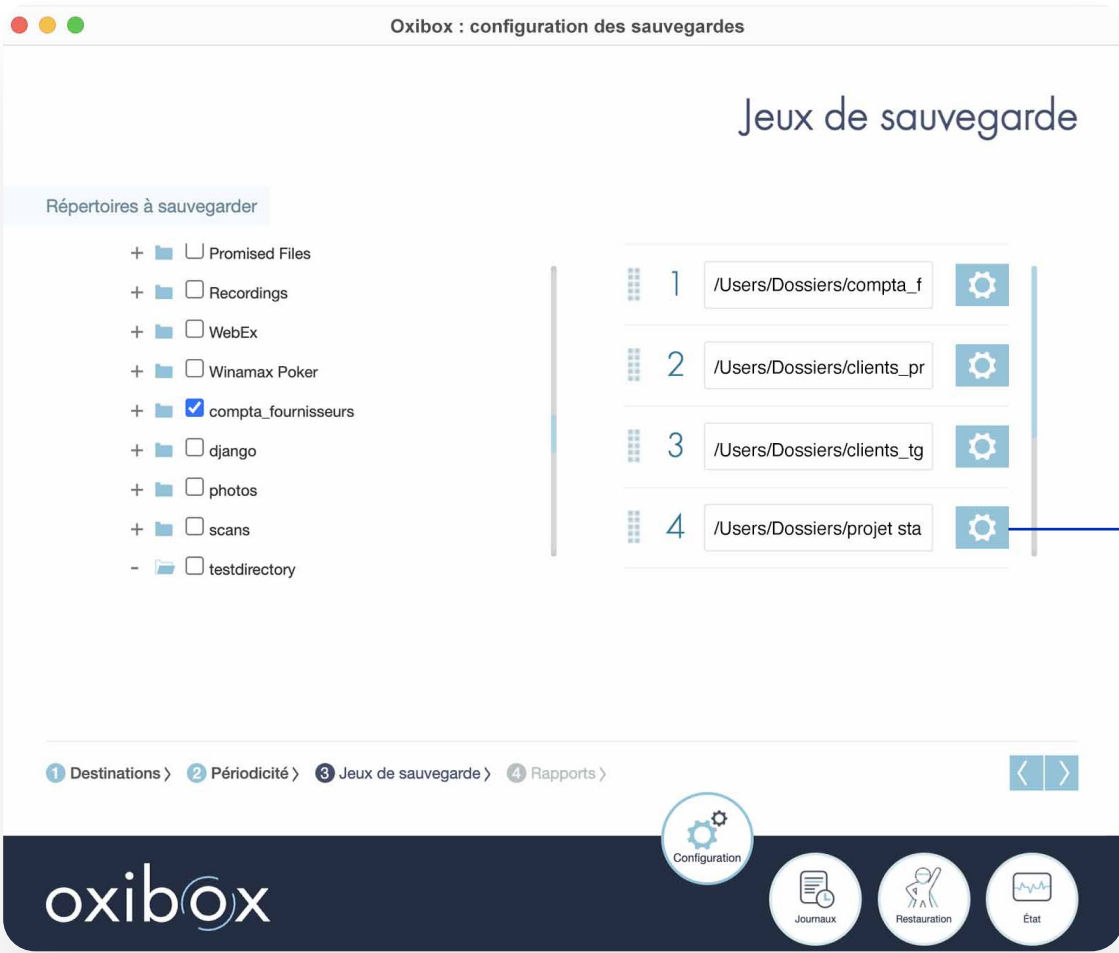 Oxibox : configuration des sauvegardes
Jeux de sauvegarde
Répertoires à sauvegarder
+ Promised Files
+ Recordings
+ WebEx
+ Winamax Poker
+ compta_fournisseurs
+ django
+ photos
+ scans
- testdirectory
1 /Users/Dossiers/compta_f
2 /Users/Dossiers/clients_pr
3 /Users/Dossiers/clients_tg
4 /Users/Dossiers/projet sta
1 Destinations 2 Périodicité 3 Jeux de sauvegarde 4 Rapports
Configuration
oxibox
Journaux
Restauration
État